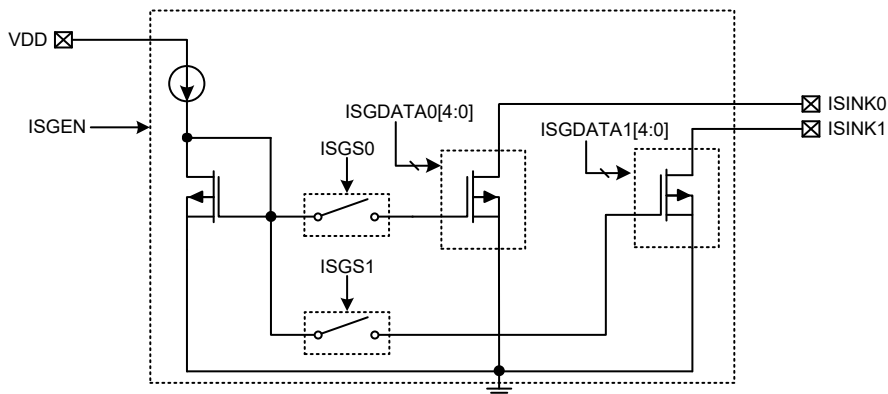 VDD
ISGEN
ISGDATA0[4:0]
ISGDATA1[4:0]
ISINK0
ISINK1
ISGS0
ISGS1